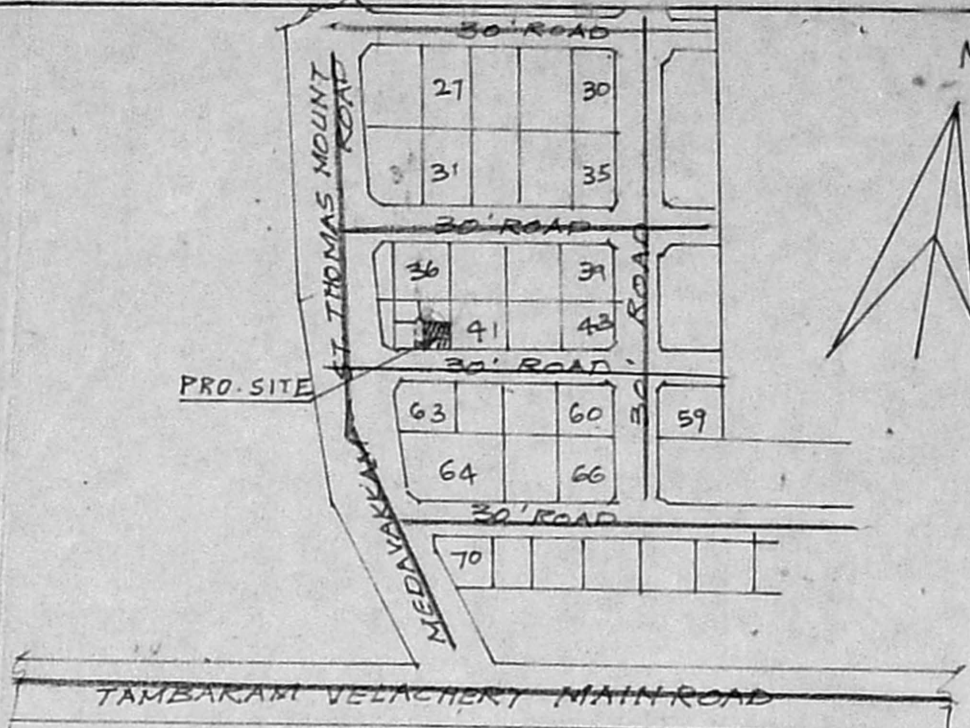 30' ROAD
N
27
30
31
35
ST. THOMAS MOUNT
ROAD
30' ROAD
36
39
41
43
30' ROAD
PRO. SITE
30' ROAD
63
60
59
64
66
30' ROAD
70
MEDAVAKKAM
TAMBARAM VELACHERY MAIN ROAD